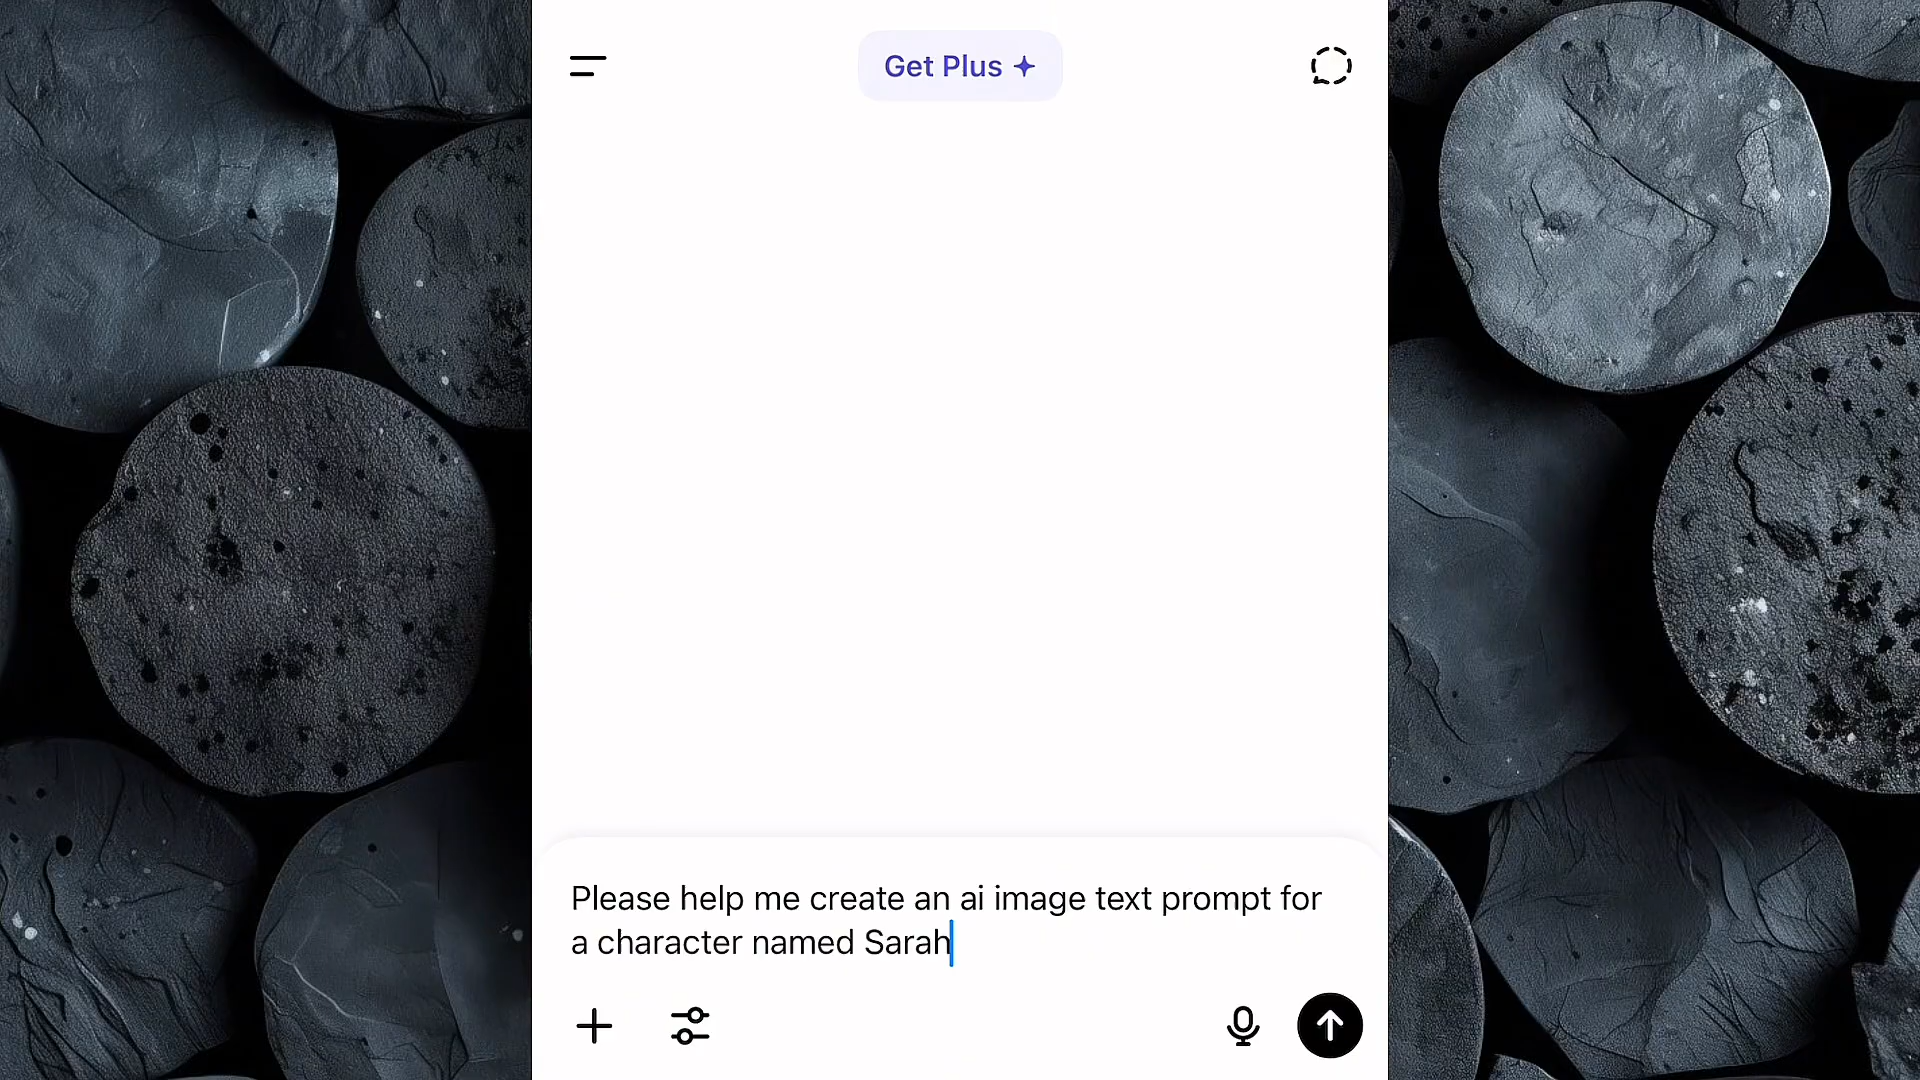 Get Plus
Please help me create an ai image text prompt for
a character named Sarah